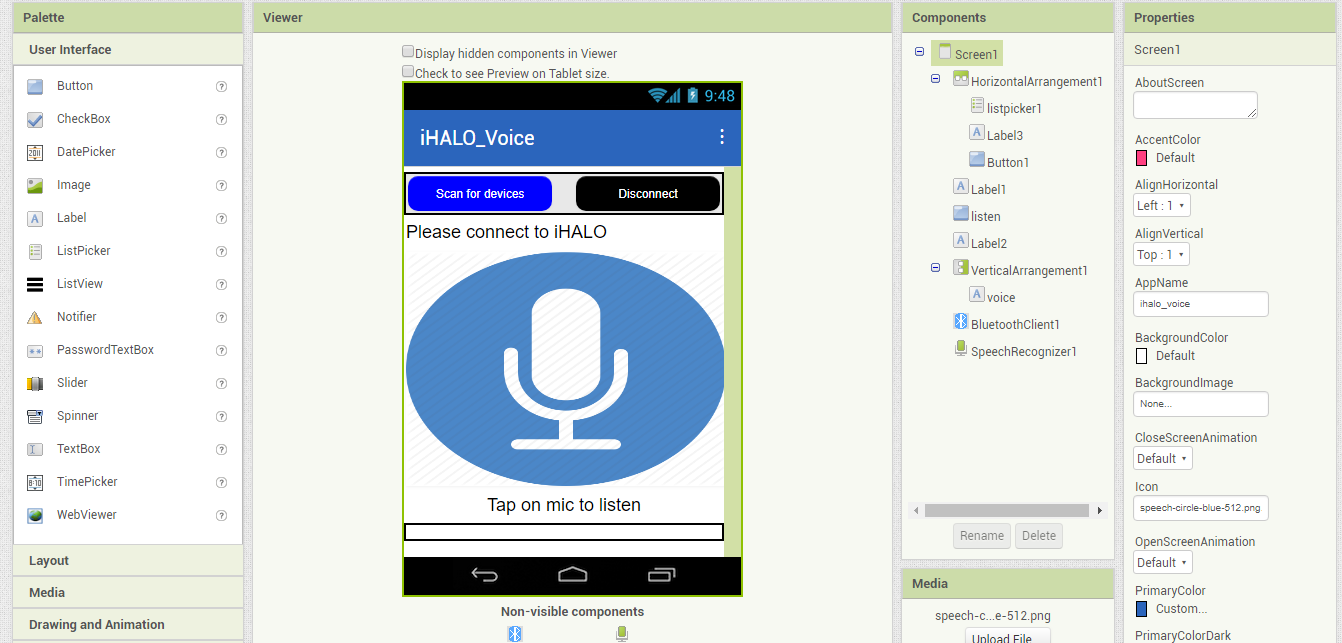 Palette
User Interface
Button
CheckBox
DatePicker
Image
Label
ListPicker
ListView
Notifier
PasswordTextBox
Slider
Spinner
TextBox
TimePicker
WebViewer
Layout
Media
Drawing and Animation
Viewer
Display hidden components in Viewer
Check to see Preview on Tablet size.
9:48
iHALO_Voice
Scan for devices
Disconnect
Please connect to iHALO
Tap on mic to listen
Non-visible components
Components
Screen1
HorizontalArrangement1
listpicker1
A
Label3
Button1
A
Label1
listen
A
Label2
VerticalArrangement1
A
voice
BluetoothClient1
SpeechRecognizer1
Rename
Delete
Media
speech-c...e-512.png
Upload File
Properties
Screen1
AboutScreen
AccentColor
Default
AlignHorizontal
Left : 1
AlignVertical
Top : 1
AppName
ihalo_voice
BackgroundColor
Default
BackgroundImage
None...
CloseScreenAnimation
Default
Icon
speech-circle-blue-512.png
OpenScreenAnimation
Default
PrimaryColor
Custom...
PrimaryColorDark